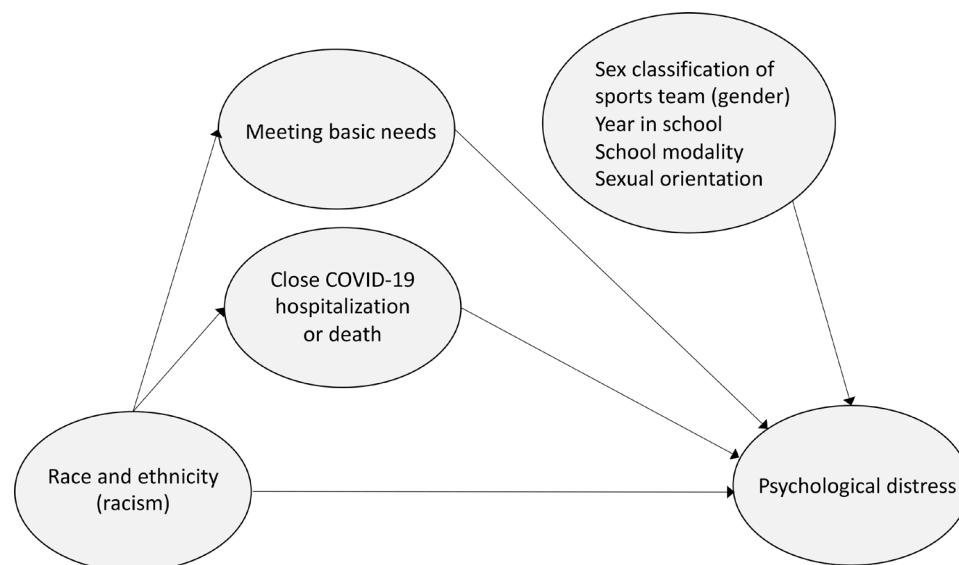 Meeting basic needs
Sex classification of
sports team (gender)
Year in school
School modality
Sexual orientation
Close COVID-19
hospitalization
or death
Race and ethnicity
(racism)
Psychological distress